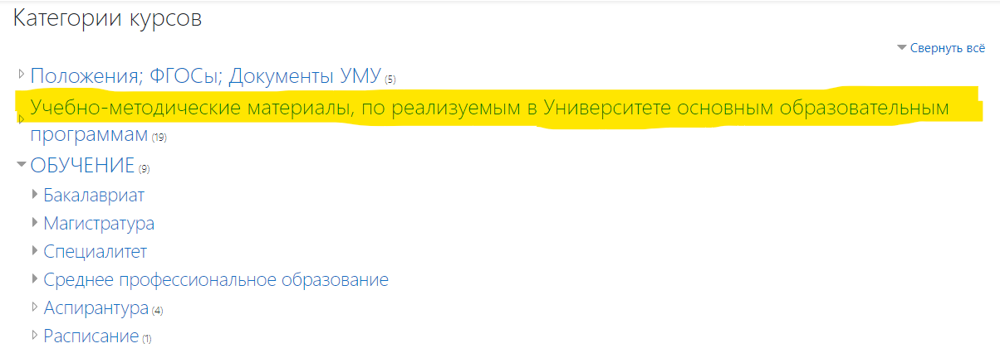 Категории курсов
Свернуть всё
Положения; ФГОСы; Документы УМУ (5)
Учебно-методические материалы, по реализуемым в Университете основным образовательным
программам (19)
ОБУЧЕНИЕ (9)
Бакалавриат
Магистратура
Специалитет
Среднее профессиональное образование
Аспирантура (4)
Расписание (1)